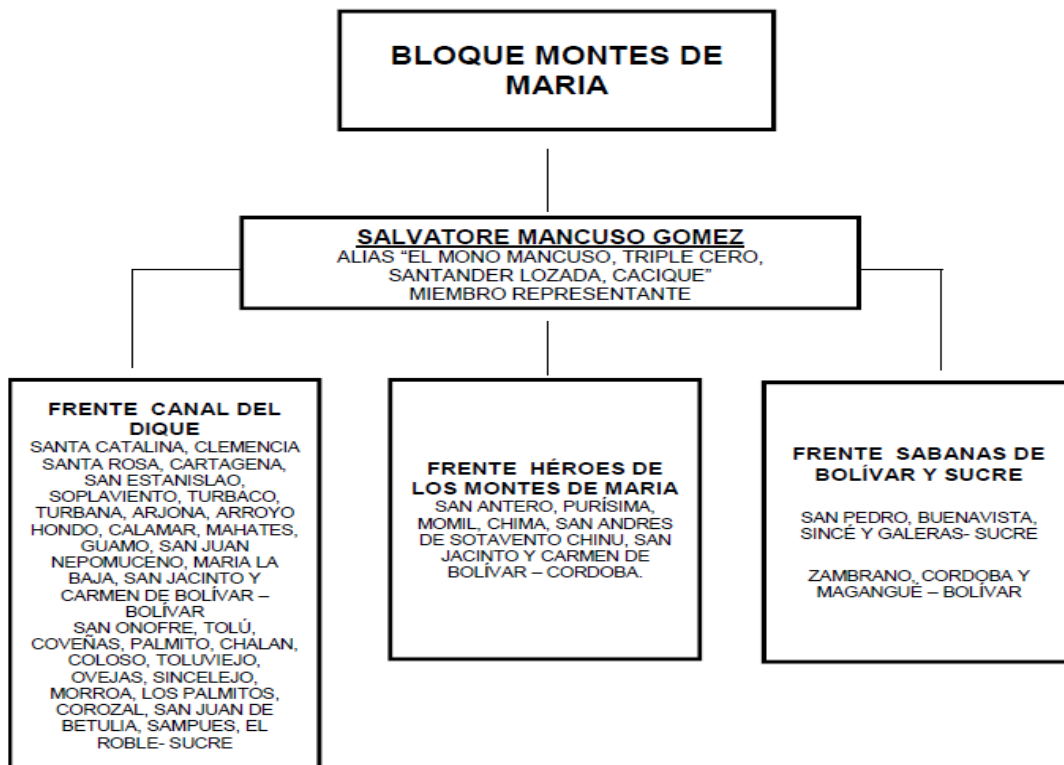 BLOQUE MONTES DE
MARIA
SALVATORE MANCUSO GOMEZ
ALIAS “EL MONO MANCUSO, TRIPLE CERO,
SANTANDER LOZADA, CACIQUE”
MIEMBRO REPRESENTANTE
FRENTE CANAL DEL
DIQUE
SANTA CATALINA, CLEMENCIA
SANTA ROSA, CARTAGENA,
SAN ESTANISLAO,
SOPLAVIENTO, TURBACO,
TURBANA, ARJONA, ARROYO
HONDO, CALAMAR, MAHATES,
GUAMO, SAN JUAN
NEPOMUCENO, MARIA LA
BAJA, SAN JACINTO Y
CARMEN DE BOLÍVAR –
BOLÍVAR
SAN ONOFRE, TOLÚ,
COVEÑAS, PALMITO, CHALAN,
COLOSO, TOLUVIEJO,
OVEJAS, SINCELEJO,
MORROA, LOS PALMITOS,
COROZAL, SAN JUAN DE
BETULIA, SAMPUES, EL
ROBLE- SUCRE
FRENTE HÉROES DE
LOS MONTES DE MARIA
SAN ANTERO, PURÍSIMA,
MOMIL, CHIMA, SAN ANDRES
DE SOTAVENTO CHINU, SAN
JACINTO Y CARMEN DE
BOLÍVAR – CORDOBA.
FRENTE SABANAS DE
BOLÍVAR Y SUCRE
SAN PEDRO, BUENAVISTA,
SINCÉ Y GALERAS- SUCRE
ZAMBRANO, CORDOBA Y
MAGANGUÉ – BOLÍVAR